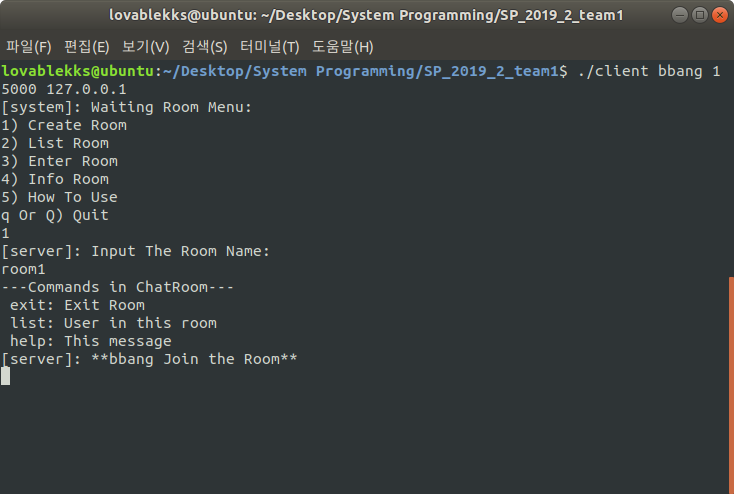 lovablekks@ubuntu: ~/Desktop/System Programming/SP_2019_2_team1
파일(F) 편집(E) 보기(V) 검색(S) 터미널(T) 도움말(H)
lovablekks@ubuntu:~/Desktop/System Programming/SP_2019_2_team1$ ./client bbang 1
5000 127.0.0.1
[system]: Waiting Room Menu:
1) Create Room
2) List Room
3) Enter Room
4) Info Room
5) How To Use
q Or Q) Quit
1
[server]: Input The Room Name:
room1
---Commands in ChatRoom---
 exit: Exit Room
 list: User in this room
 help: This message
[server]: **bbang Join the Room**